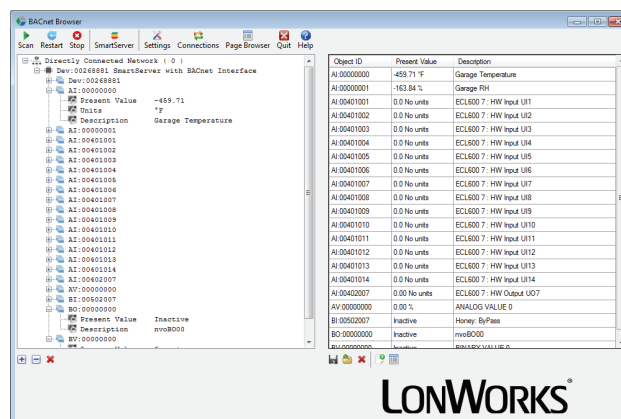 BACnet Browser
Scan Restart Stop SmartServer Settings Connections Page Browser Quit Help
Directly Connected Network ( 0 )
Dev:00268881 SmartServer with BACnet Interface
Dev:00268881
AI:00000000
Present Value -459.71
Units °F
Description Garage Temperature
AI:00000001
AI:00401001
AI:00401002
AI:00401003
AI:00401004
AI:00401005
AI:00401006
AI:00401007
AI:00401008
AI:00401009
AI:00401010
AI:00401011
AI:00401012
AI:00401013
AI:00401014
AI:00402007
AV:00000000
BI:00502007
BO:00000000
Present Value Inactive
Description nvoBO00
BV:00000000
Object ID Present Value Description
AI:00000000 -459.71 °F Garage Temperature
AI:00000001 -163.84 % Garage RH
AI:00401001 0.0 No units ECL600 7 : HW Input UI1
AI:00401002 0.0 No units ECL600 7 : HW Input UI2
AI:00401003 0.0 No units ECL600 7 : HW Input UI3
AI:00401004 0.0 No units ECL600 7 : HW Input UI4
AI:00401005 0.0 No units ECL600 7 : HW Input UI5
AI:00401006 0.0 No units ECL600 7 : HW Input UI6
AI:00401007 0.0 No units ECL600 7 : HW Input UI7
AI:00401008 0.0 No units ECL600 7 : HW Input UI8
AI:00401009 0.0 No units ECL600 7 : HW Input UI9
AI:00401010 0.0 No units ECL600 7 : HW Input UI10
AI:00401011 0.0 No units ECL600 7 : HW Input UI11
AI:00401012 0.0 No units ECL600 7 : HW Input UI12
AI:00401013 0.0 No units ECL600 7 : HW Input UI13
AI:00401014 0.0 No units ECL600 7 : HW Input UI14
AI:00402007 0.00 No units ECL600 7 : HW Output UO7
AV:00000000 0.00 % ANALOG VALUE 0
BI:00502007 Inactive Honey: ByPass
BO:00000000 Inactive nvoBO00
BV:00000000 Inactive BINARY VALUE 0
LONWORKS®